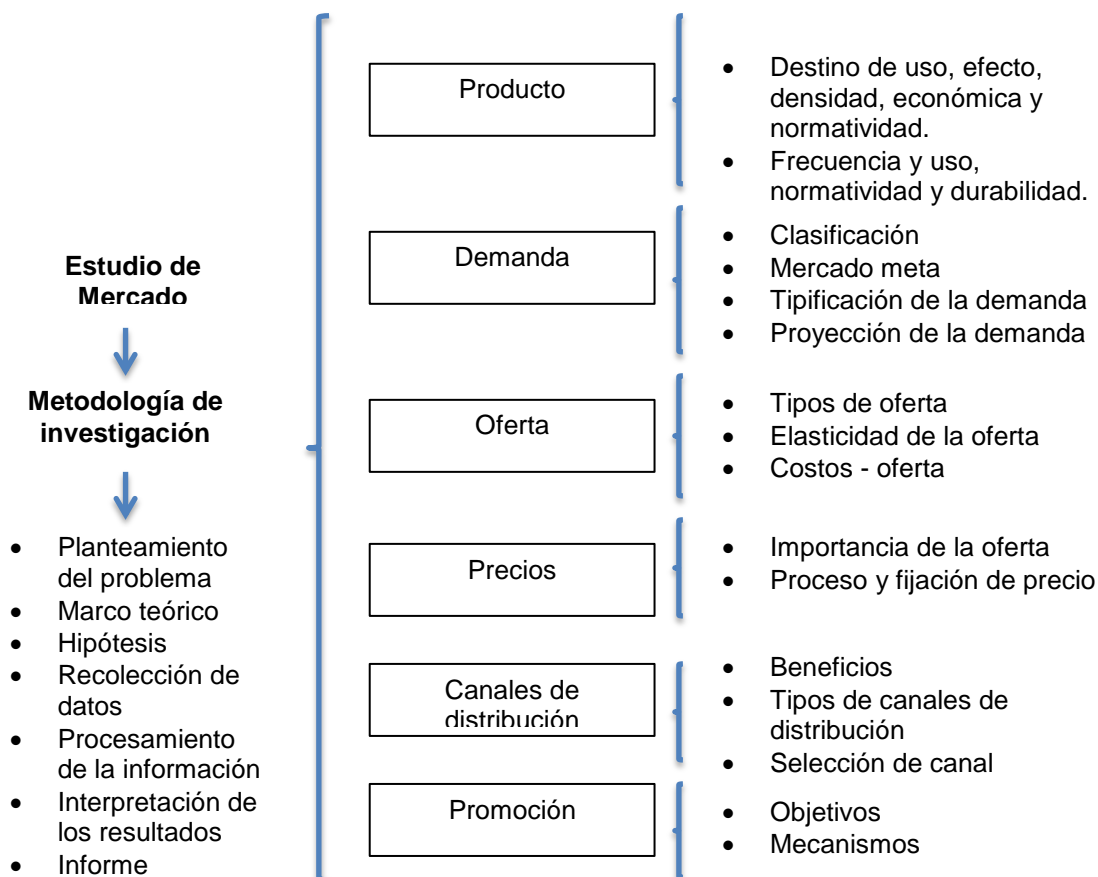 Estudio de
Mercado
Metodología de
investigación
• Planteamiento
del problema
• Marco teórico
• Hipótesis
• Recolección de
datos
• Procesamiento
de la información
• Interpretación de
los resultados
• Informe
Producto
• Destino de uso, efecto,
densidad, económica y
normatividad.
• Frecuencia y uso,
normatividad y durabilidad.
Demanda
• Clasificación
• Mercado meta
• Tipificación de la demanda
• Proyección de la demanda
Oferta
• Tipos de oferta
• Elasticidad de la oferta
• Costos - oferta
Precios
• Importancia de la oferta
• Proceso y fijación de precio
Canales de
distribución
• Beneficios
• Tipos de canales de
distribución
• Selección de canal
Promoción
• Objetivos
• Mecanismos